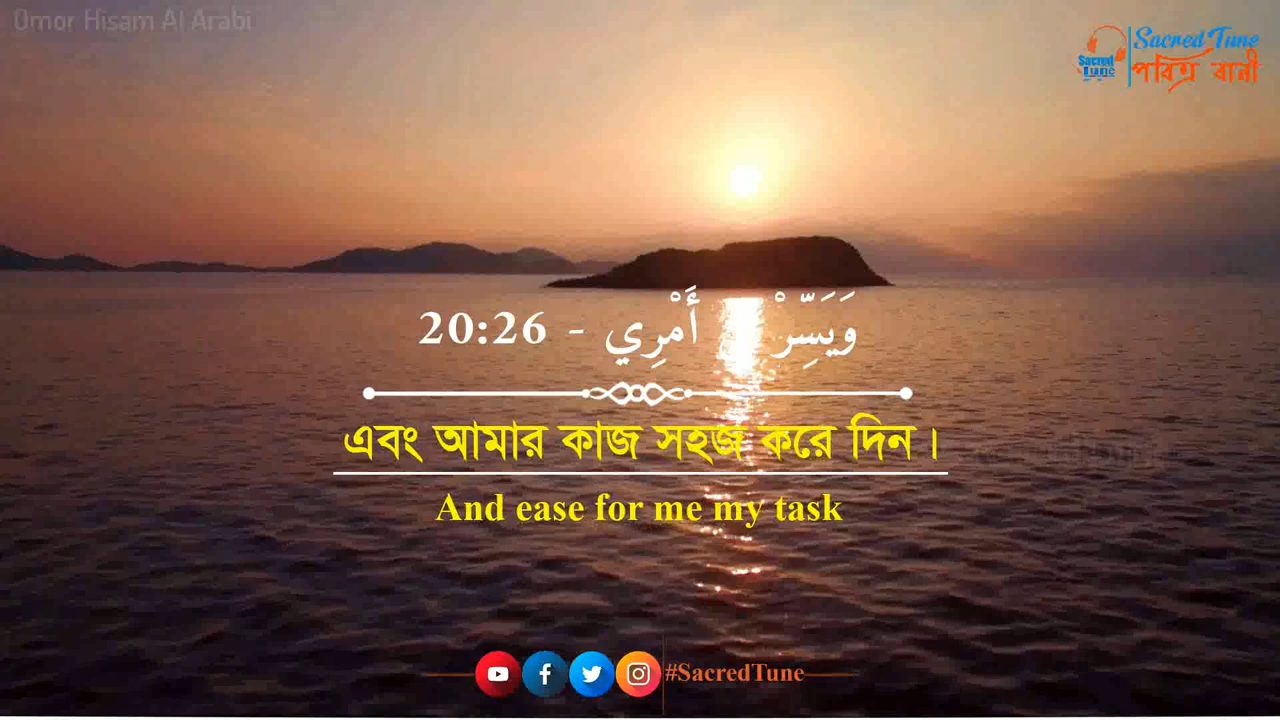 Omor Hisam Al Arabi
Sacred Tune
Sacred Tune
পবিত্র বানী
وَيَسِّرْ أَمْرِي - 20:26
এবং আমার কাজ সহজ করে দিন ।
And ease for me my task
#SacredTune